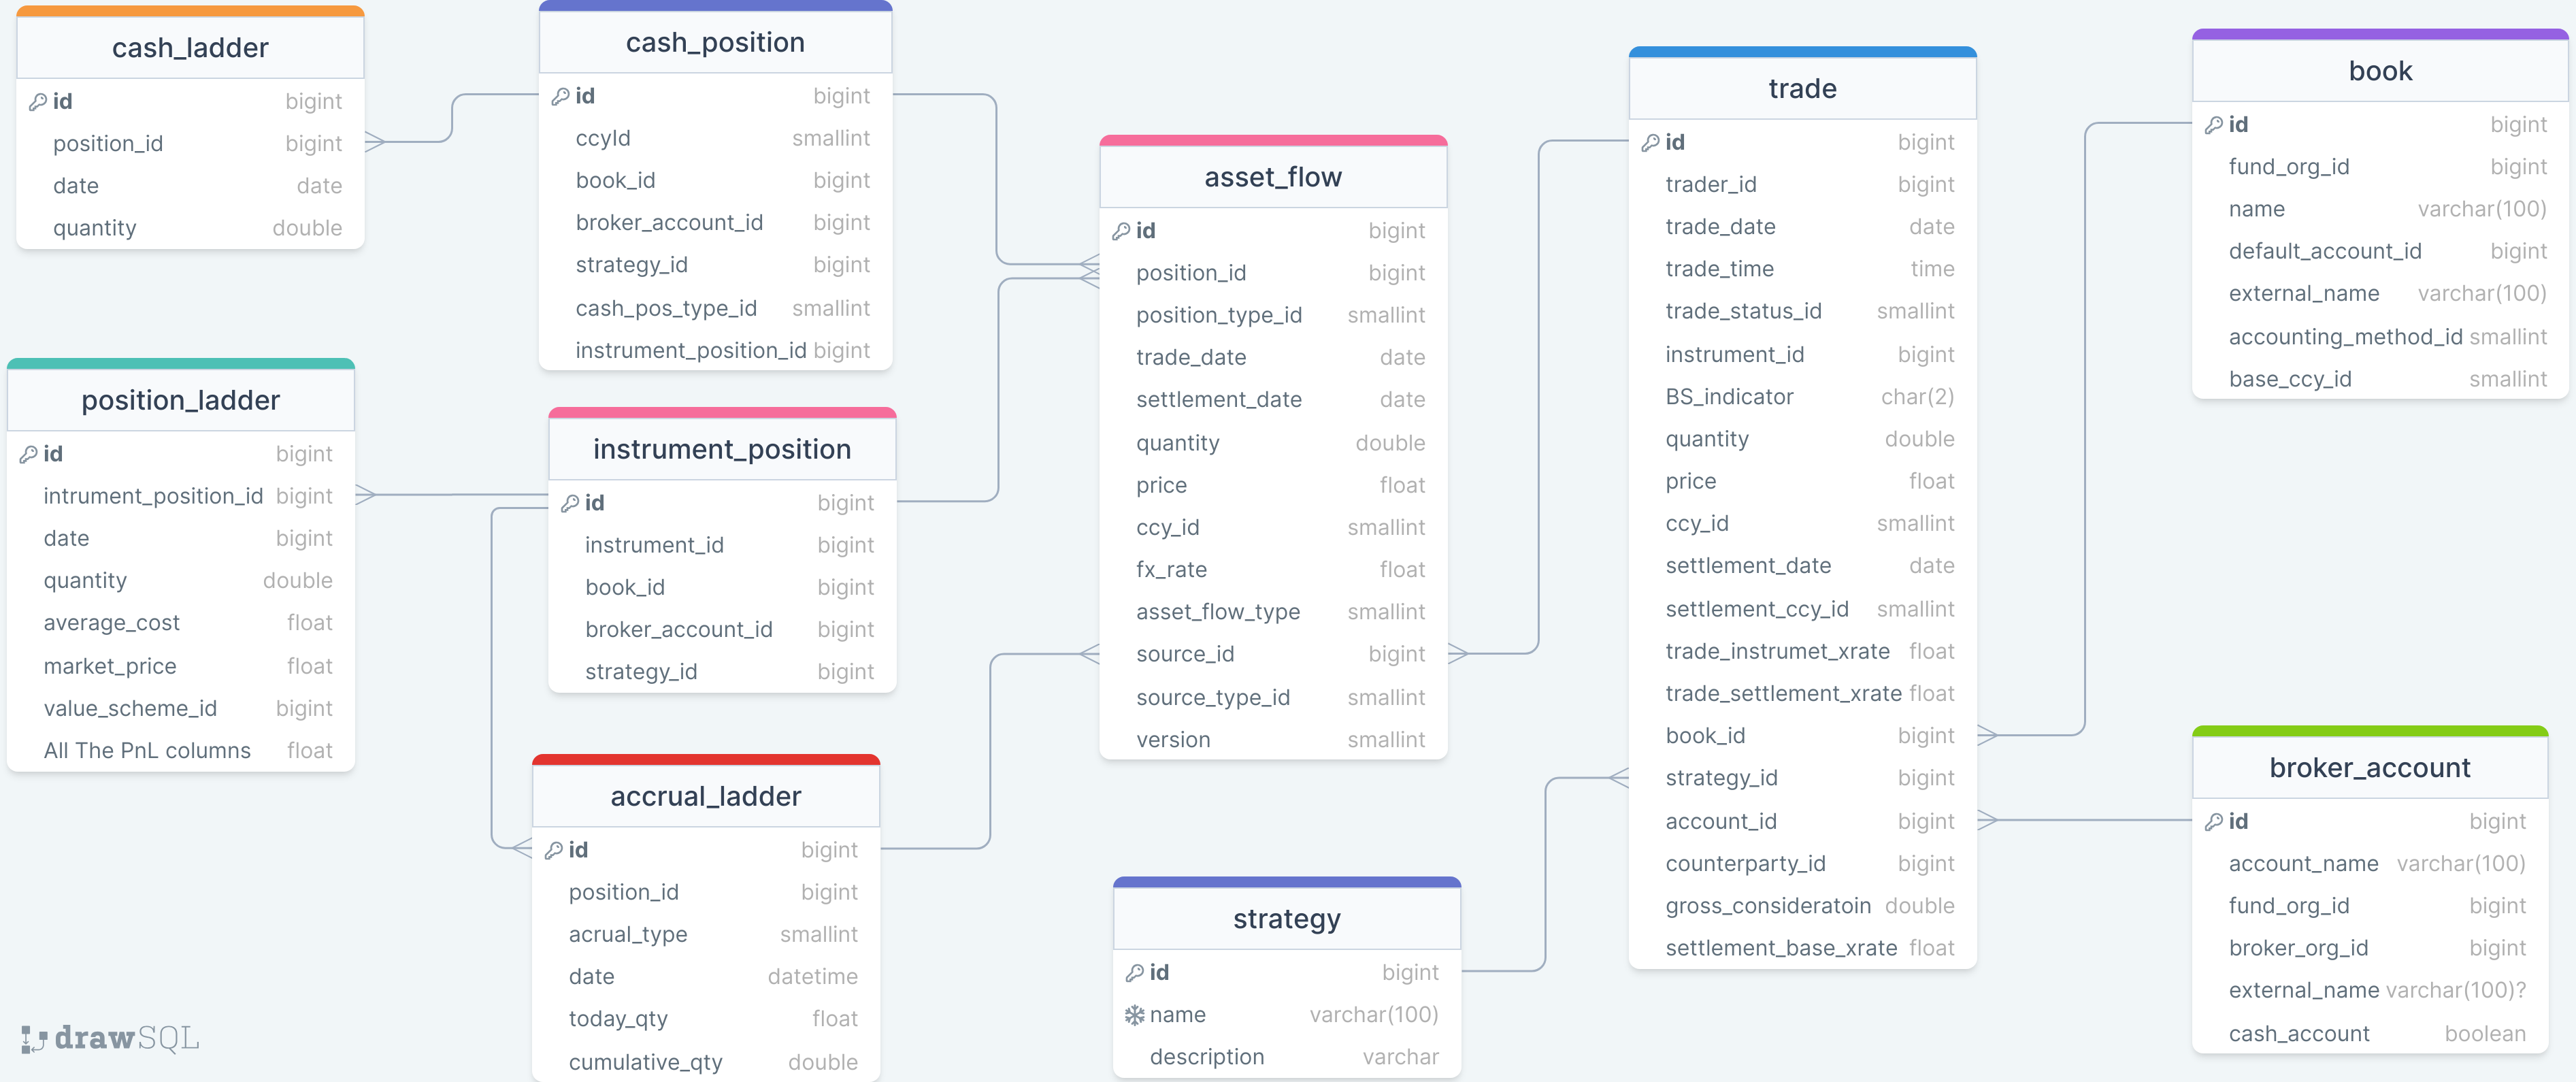 cash_ladder
id bigint
position_id bigint
date date
quantity double
cash_position
id bigint
ccyId smallint
book_id bigint
broker_account_id bigint
strategy_id bigint
cash_pos_type_id smallint
instrument_position_id bigint
position_ladder
id bigint
intrument_position_id bigint
date bigint
quantity double
average_cost float
market_price float
value_scheme_id bigint
All The PnL columns float
instrument_position
id bigint
instrument_id bigint
book_id bigint
broker_account_id bigint
strategy_id bigint
accrual_ladder
id bigint
position_id bigint
acrual_type smallint
date datetime
today_qty float
cumulative_qty double
asset_flow
id bigint
position_id bigint
position_type_id smallint
trade_date date
settlement_date date
quantity double
price float
ccy_id smallint
fx_rate float
asset_flow_type smallint
source_id bigint
source_type_id smallint
version smallint
strategy
id bigint
name varchar(100)
description varchar
trade
id bigint
trader_id bigint
trade_date date
trade_time time
trade_status_id smallint
instrument_id bigint
BS_indicator char(2)
quantity double
price float
ccy_id smallint
settlement_date date
settlement_ccy_id smallint
trade_instrumet_xrate float
trade_settlement_xrate float
book_id bigint
strategy_id bigint
account_id bigint
counterparty_id bigint
gross_consideratoin double
settlement_base_xrate float
book
id bigint
fund_org_id bigint
name varchar(100)
default_account_id bigint
external_name varchar(100)
accounting_method_id smallint
base_ccy_id smallint
broker_account
id bigint
account_name varchar(100)
fund_org_id bigint
broker_org_id bigint
external_name varchar(100)?
cash_account boolean
drawSQL